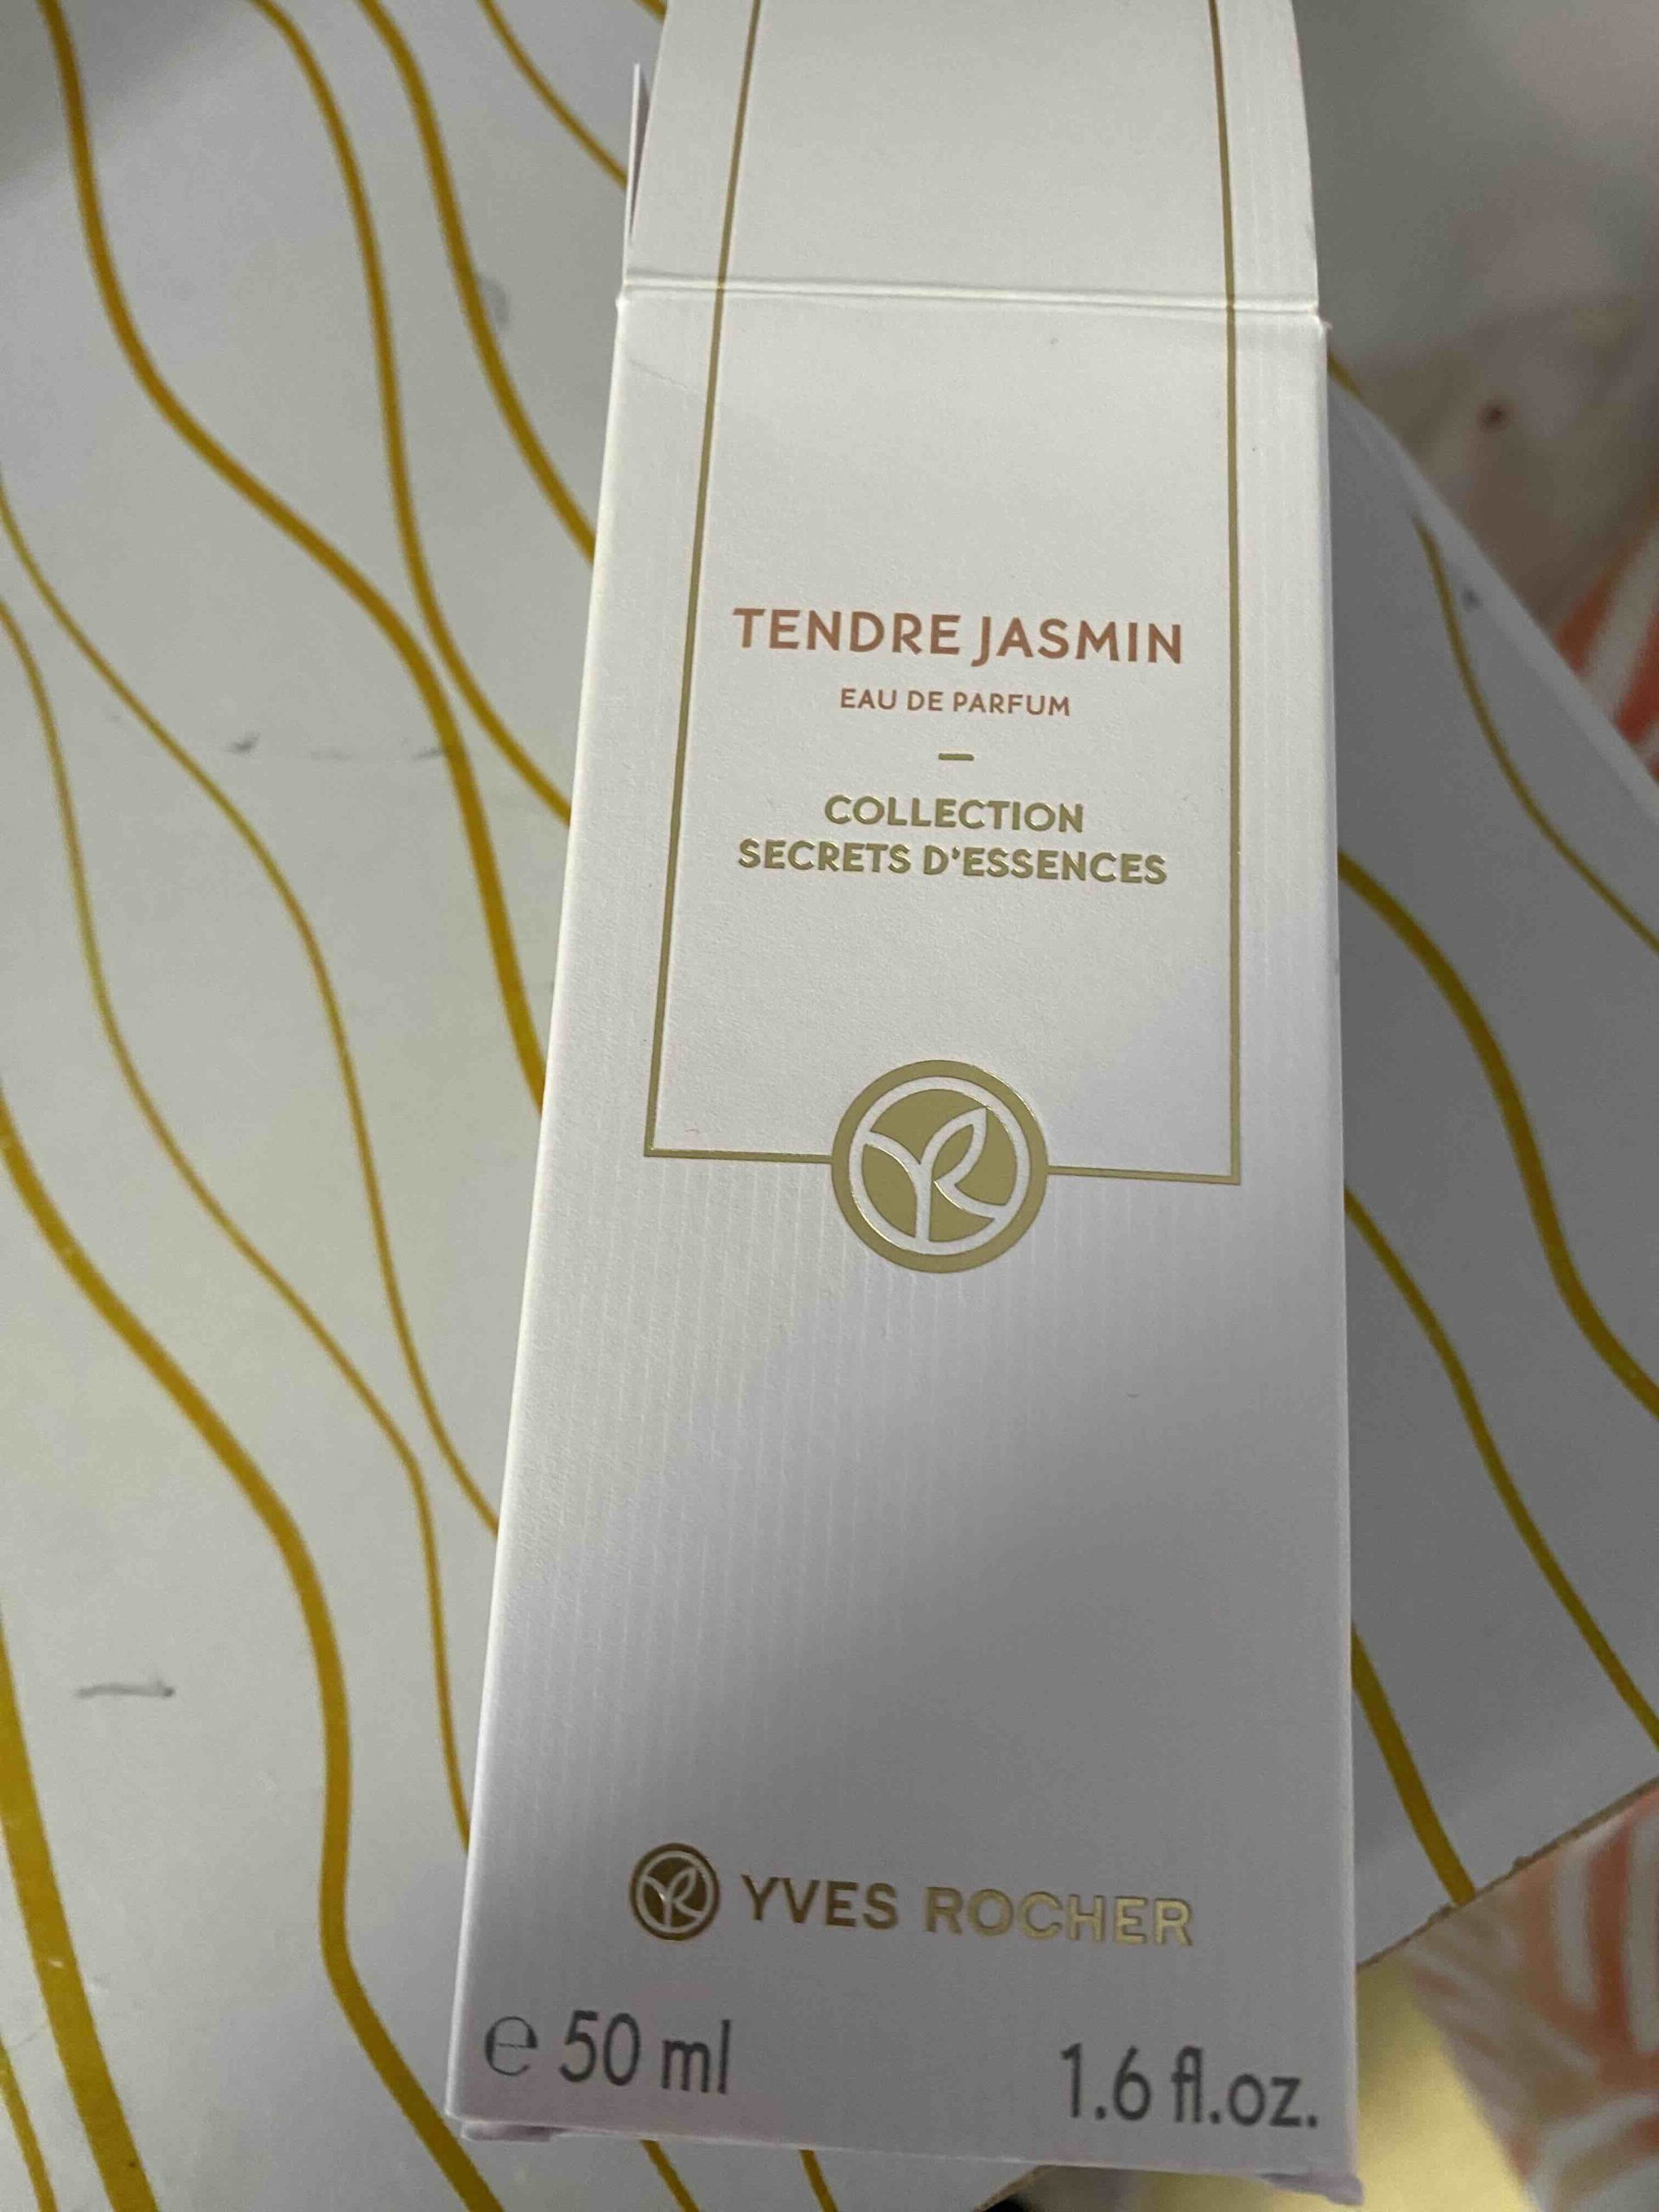 TENDRE JASMIN
EAU DE PARFUM
COLLECTION
SECRETS D'ESSENCES
YVES ROCHER
e 50 ml 1.6 fl.oz.